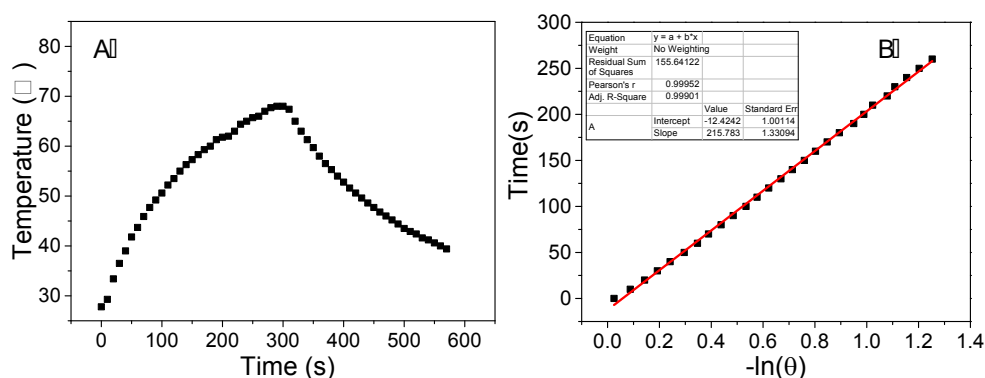 A▯
Temperature (▯)
80
70
60
50
40
30
0 100 200 300 400 500 600
Time (s)
B▯
Time(s)
300
250
200
150
100
50
0
Equation y = a + b*x
Weight No Weighting
Residual Sum of Squares 155.64122
Pearson's r 0.99952
Adj. R-Square 0.99901
Value Standard Err
A Intercept -12.4242 1.00114
Slope 215.783 1.33094
0.0 0.2 0.4 0.6 0.8 1.0 1.2 1.4
-ln(θ)